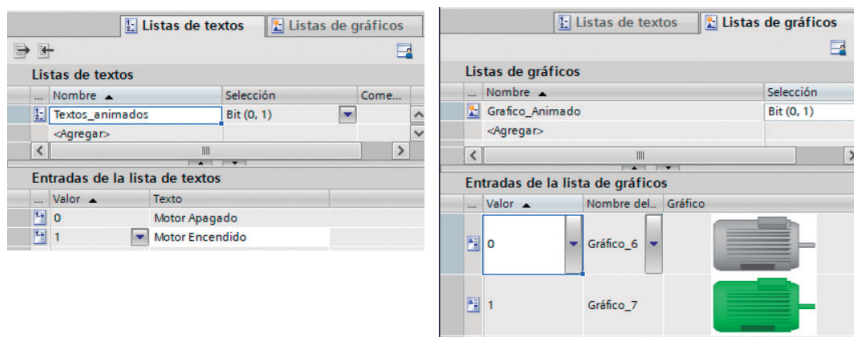 Listas de textos
Listas de gráficos
Listas de textos
... Nombre Selección Come...
Textos_animados Bit (0, 1)
<Agregar>
Entradas de la lista de textos
... Valor Texto
0 Motor Apagado
1 Motor Encendido
Listas de textos
Listas de gráficos
Listas de gráficos
... Nombre Selección
Grafico_Animado Bit (0, 1)
<Agregar>
Entradas de la lista de gráficos
... Valor Nombre del.. Gráfico
0 Gráfico_6
1 Gráfico_7